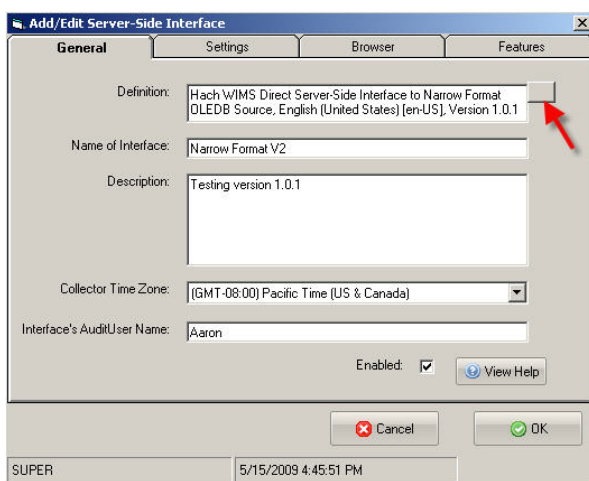 Add/Edit Server-Side Interface
General Settings Browser Features
Definition: Hach WIMS Direct Server-Side Interface to Narrow Format
OLEDB Source, English (United States) [en-US], Version 1.0.1
Name of Interface: Narrow Format V2
Description: Testing version 1.0.1
Collector Time Zone: (GMT-08:00) Pacific Time (US & Canada)
Interface's AuditUser Name: Aaron
Enabled: View Help
Cancel OK
SUPER 5/15/2009 4:45:51 PM